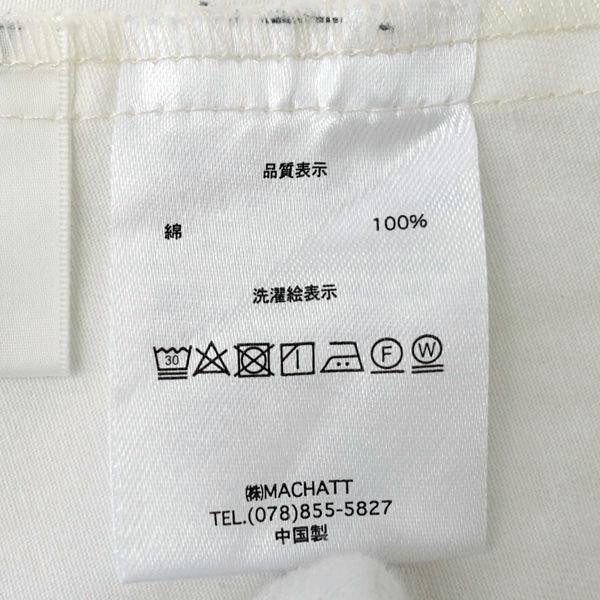 品質表示
綿 100%
洗濯絵表示
30 F W
㈱MACHATT
TEL.(078)855-5827
中国製